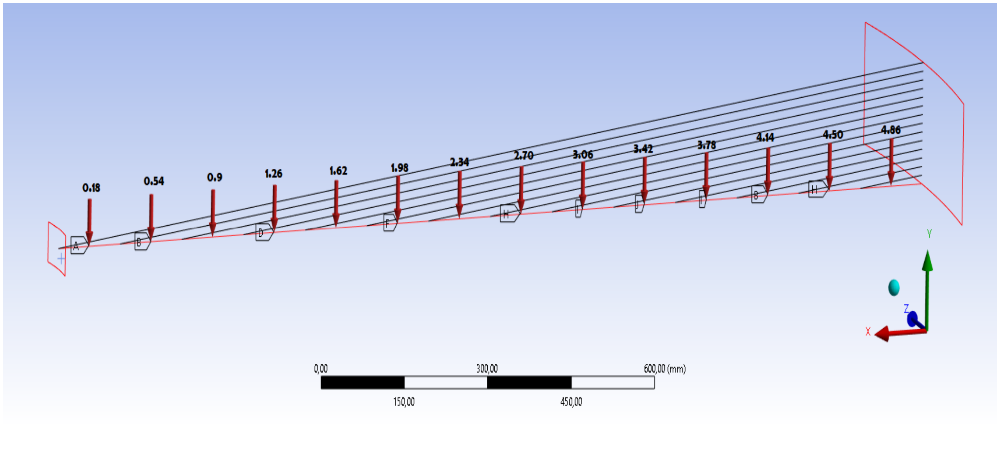 4.86
4.50
4.14
3.78
3.42
3.06
2.70
2.34
1.98
1.62
1.26
0.9
0.54
0.18
A
B
D
F
H
I
J
I
B
H
Y
Z
X
0,00 300,00 600,00 (mm)
150,00 450,00